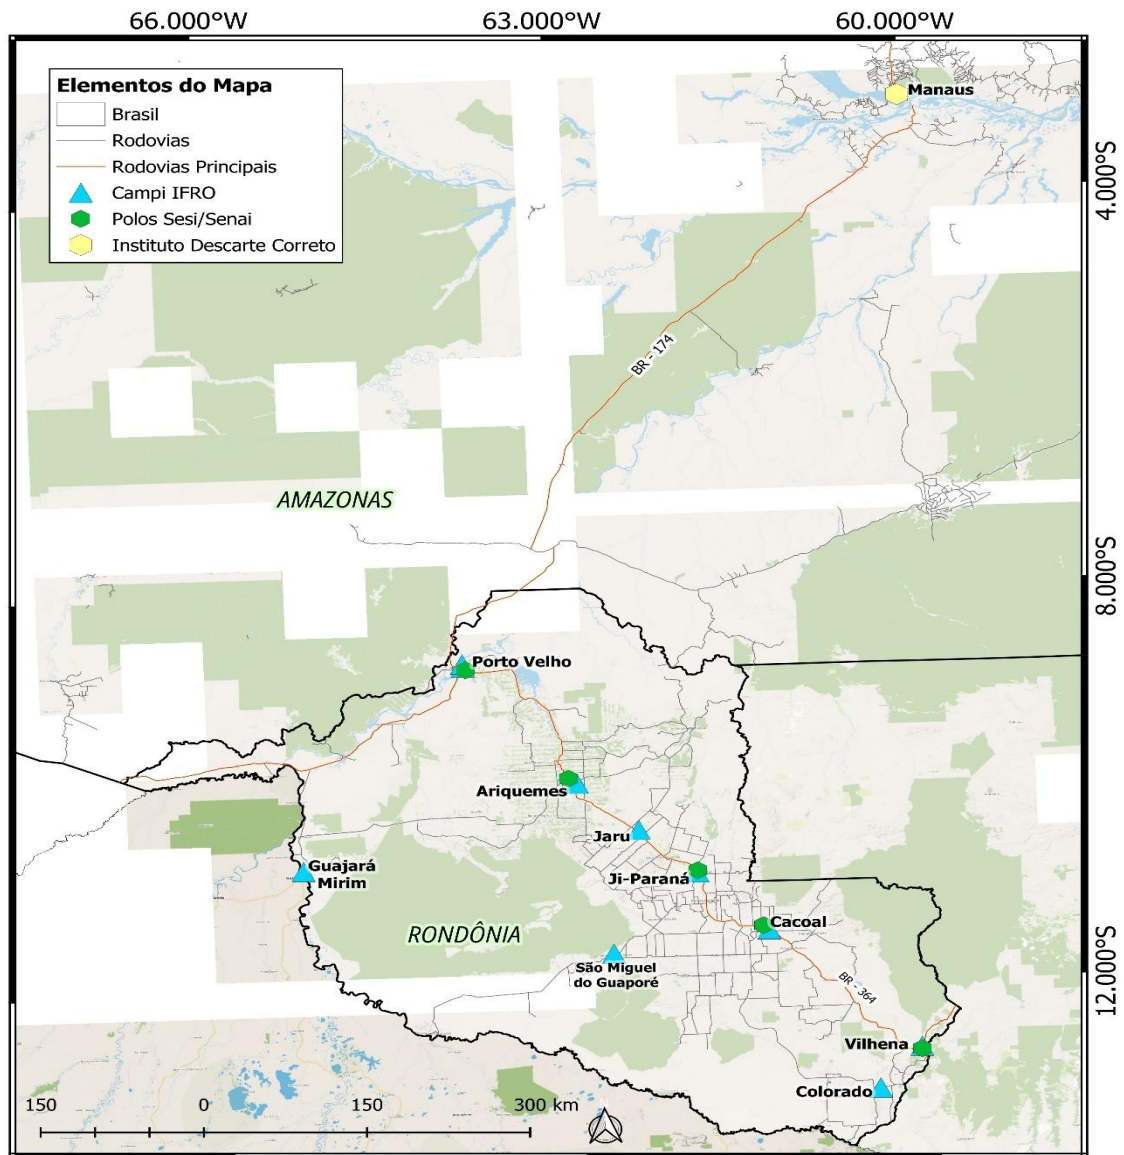 66.000°W
63.000°W
60.000°W
Elementos do Mapa
Brasil
Rodovias
Rodovias Principais
Campi IFRO
Polos Sesi/Senai
Instituto Descarte Correto
Manaus
4.000°S
BR - 174
AMAZONAS
8.000°S
Porto Velho
Ariquemes
Jaru
Guajará
Mirim
Ji-Paraná
Cacoal
RONDÔNIA
São Miguel
do Guaporé
BR - 364
12.000°S
Vilhena
Colorado
150
0
150
300 km